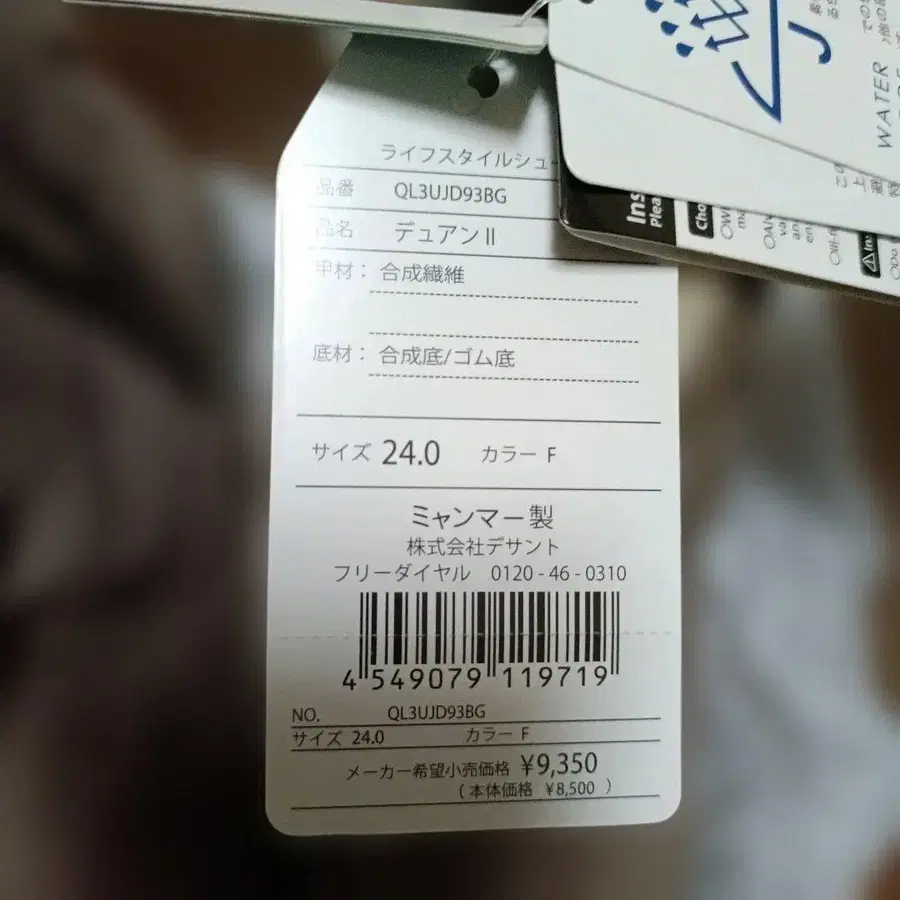 ライフスタイルシュー
品番 QL3UJD93BG
品名 デュアンⅡ
甲材： 合成繊維
底材： 合成底/ゴム底
サイズ 24.0 カラー F
ミャンマー製
株式会社デサント
フリーダイヤル 0120-46-0310
4 549079 119719
NO. QL3UJD93BG
サイズ 24.0 カラー F
メーカー希望小売価格 ¥9,350
（本体価格 ¥8,500）
WATER
Ins
Plea
Cho